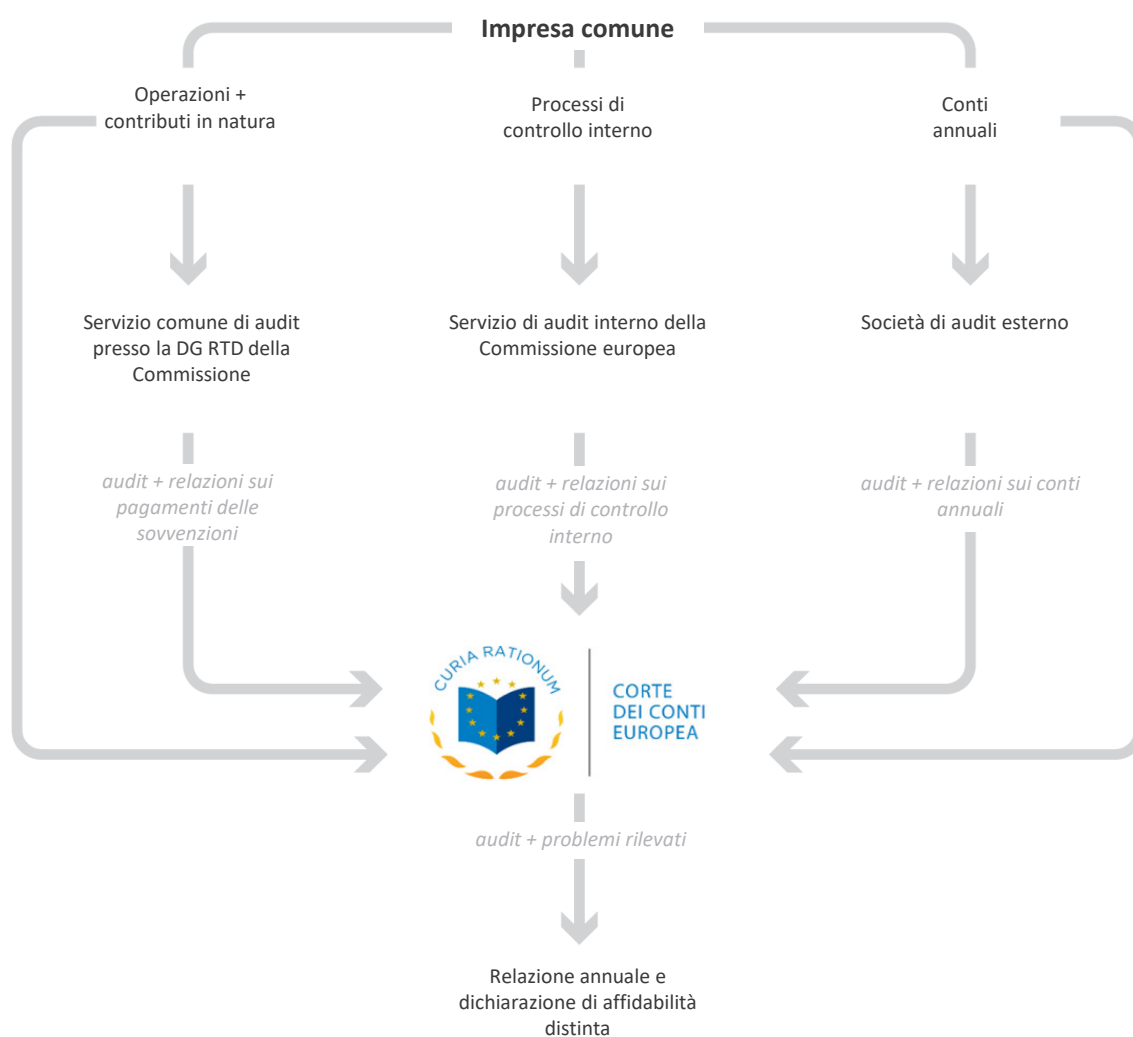 Impresa comune
Operazioni +
contributi in natura
Processi di
controllo interno
Conti
annuali
Servizio comune di audit
presso la DG RTD della
Commissione
Servizio di audit interno della
Commissione europea
Società di audit esterno
audit + relazioni sui
pagamenti delle
sovvenzioni
audit + relazioni sui
processi di controllo
interno
audit + relazioni sui conti
annuali
CURIA RATIONUM
CORTE
DEI CONTI
EUROPEA
audit + problemi rilevati
Relazione annuale e
dichiarazione di affidabilità
distinta